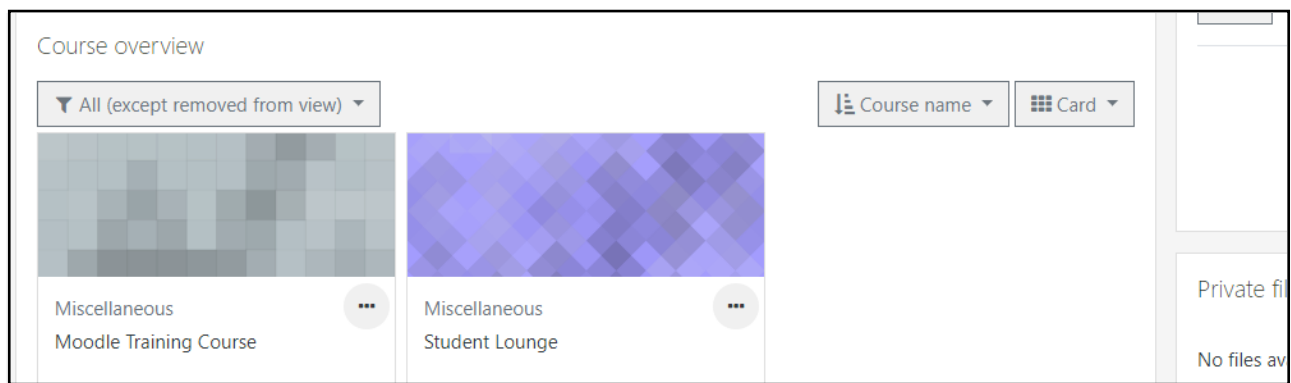 Course overview
All (except removed from view)
Course name
Card
Miscellaneous
Moodle Training Course
Miscellaneous
Student Lounge
Private
No files